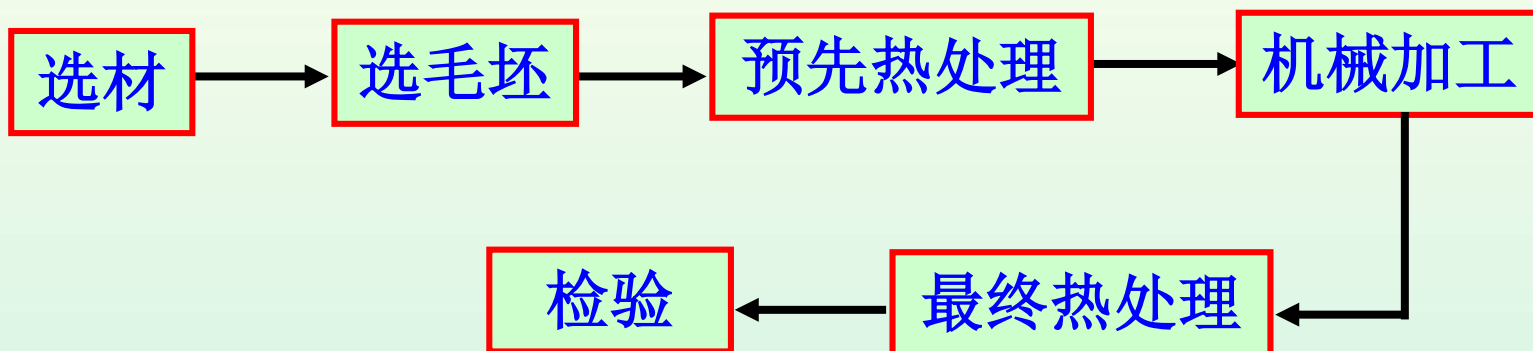 选材
选毛坯
预先热处理
机械加工
最终热处理
检验